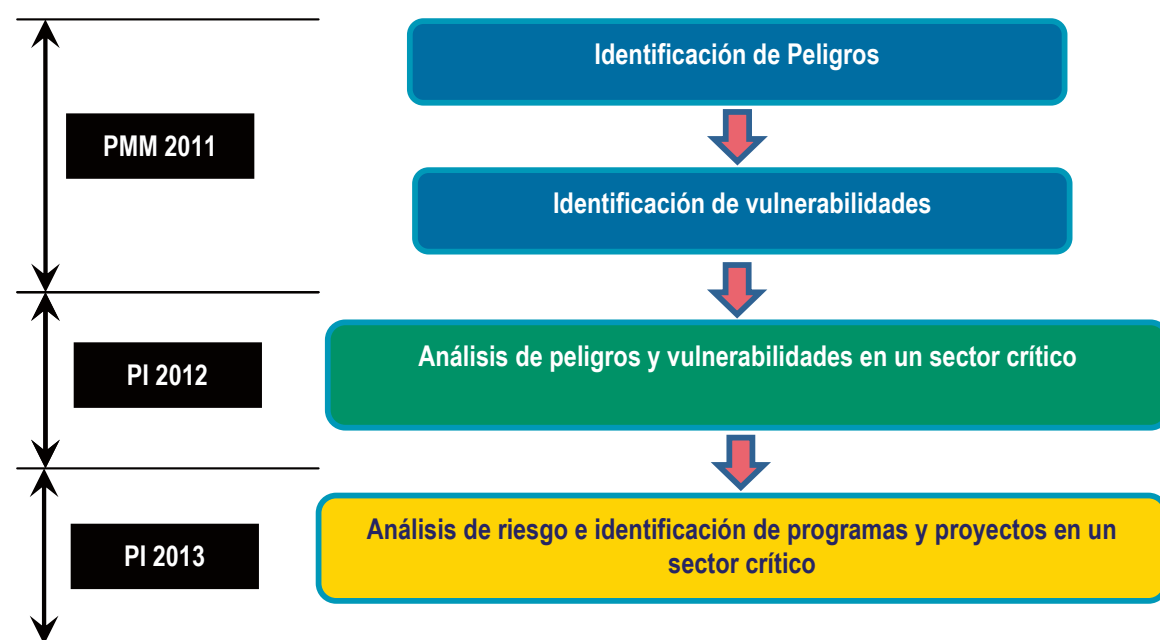 Identificación de Peligros
PMM 2011
Identificación de vulnerabilidades
Análisis de peligros y vulnerabilidades en un sector crítico
PI 2012
Análisis de riesgo e identificación de programas y proyectos en un
sector crítico
PI 2013